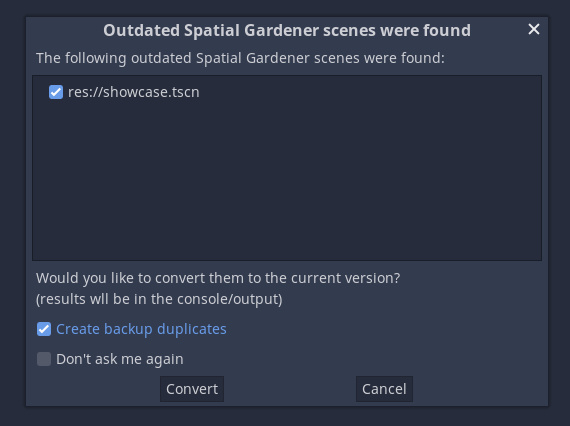 Outdated Spatial Gardener scenes were found
The following outdated Spatial Gardener scenes were found:
res://showcase.tscn
Would you like to convert them to the current version?
(results wll be in the console/output)
Create backup duplicates
Don't ask me again
Convert Cancel